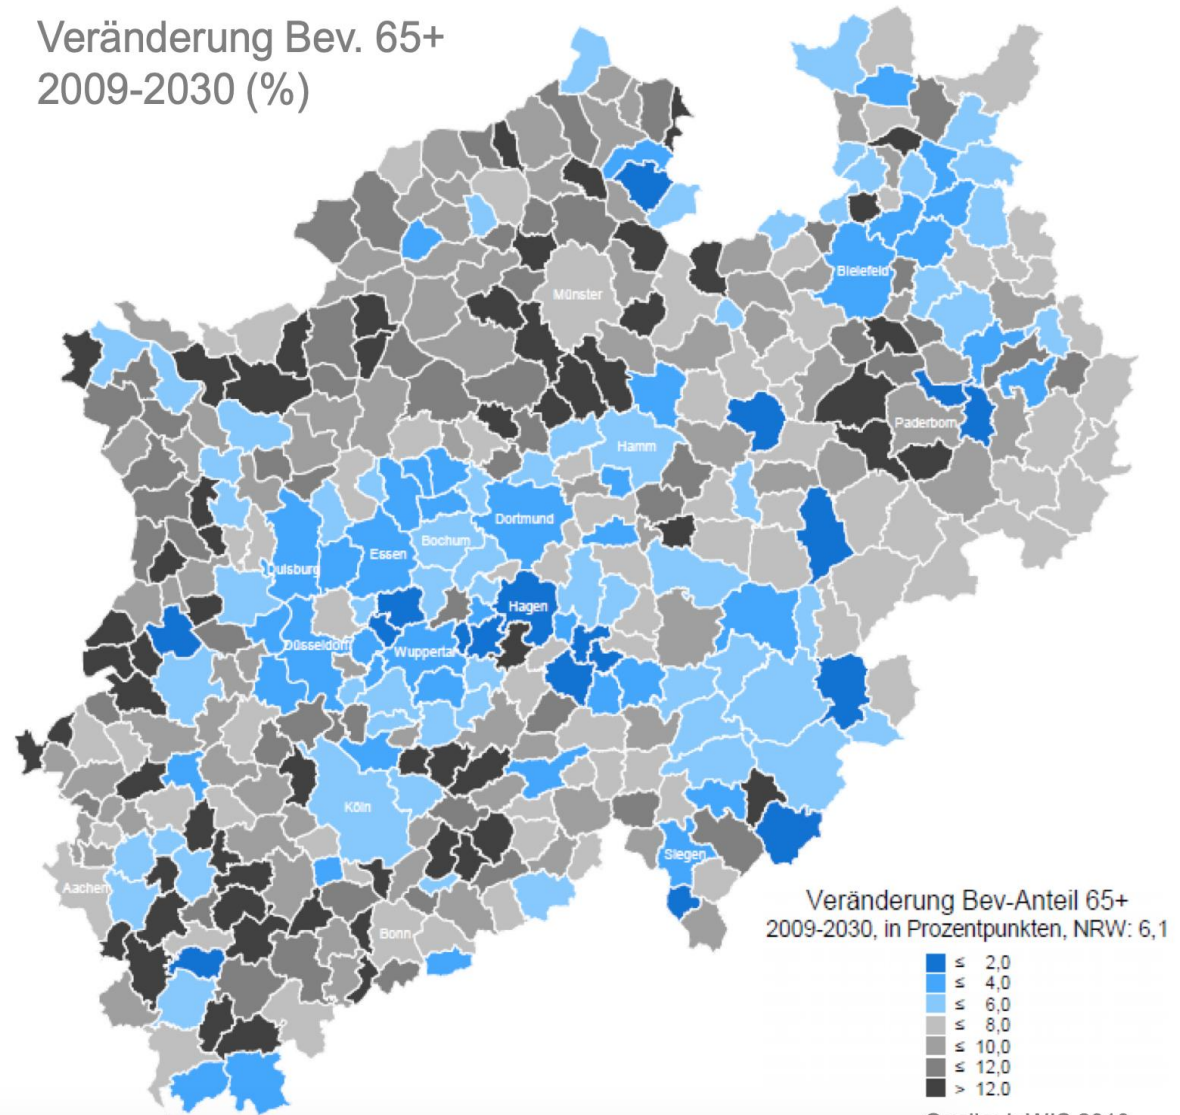 Veränderung Bev. 65+
2009-2030 (%)
Bielefeld
Münster
Paderborn
Hamm
Dortmund
Bochum
Essen
Duisburg
Hagen
Düsseldorf
Wuppertal
Köln
Siegen
Aachen
Bonn
Veränderung Bev-Anteil 65+
2009-2030, in Prozentpunkten, NRW: 6,1
≤ 2,0
≤ 4,0
≤ 6,0
≤ 8,0
≤ 10,0
≤ 12,0
> 12.0